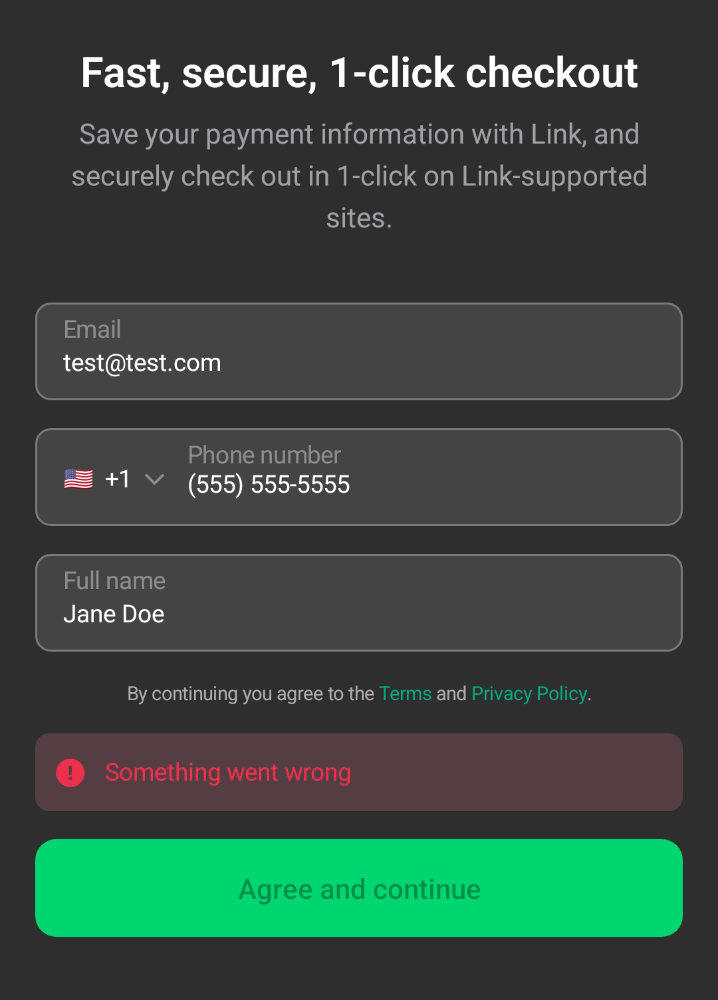 Fast, secure, 1-click checkout
Save your payment information with Link, and
securely check out in 1-click on Link-supported
sites.
Email
test@test.com
Phone number
+1 (555) 555-5555
Full name
Jane Doe
By continuing you agree to the Terms and Privacy Policy.
Something went wrong
Agree and continue